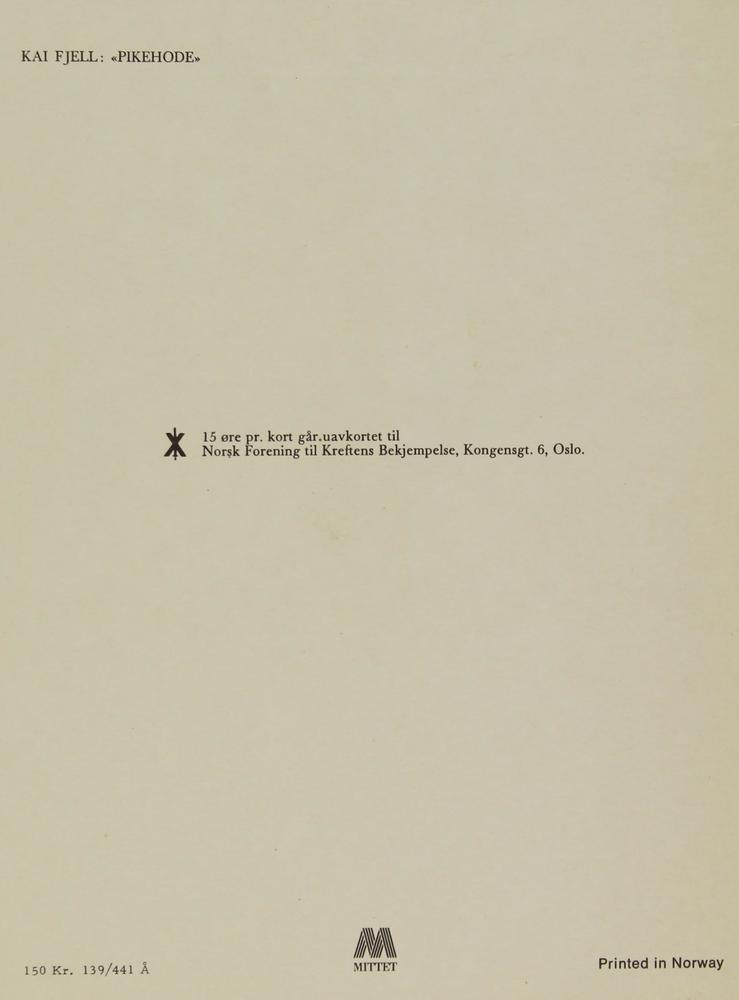 KAI FJELL: «PIKEHODE»
15 øre pr. kort går.uavkortet til
Norsk Forening til Kreftens Bekjempelse, Kongensgt. 6, Oslo.
MITTET
150 Kr. 139/441 Å
Printed in Norway